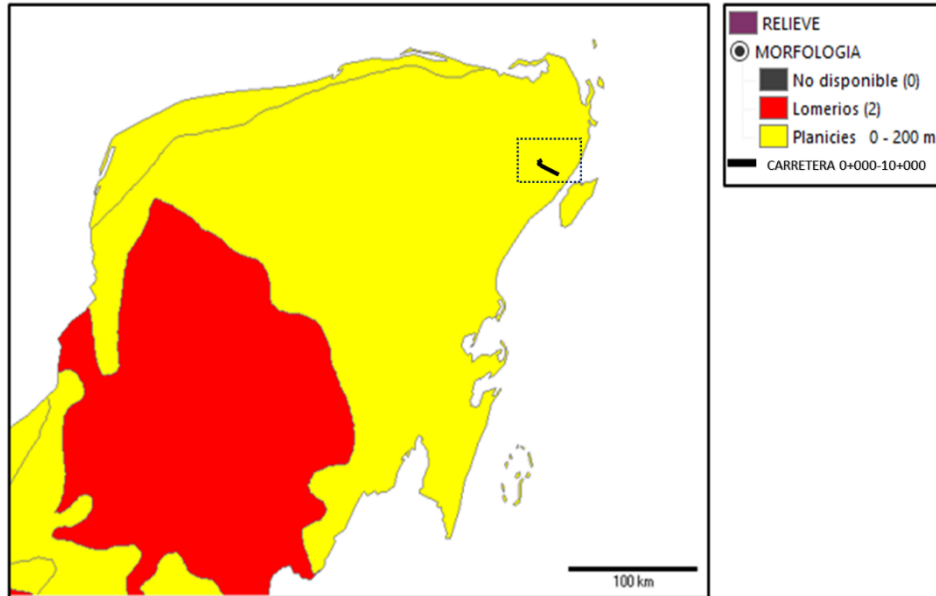 RELIEVE
MORFOLOGIA
No disponible (0)
Lomerios (2)
Planicies 0 - 200 m
CARRETERA 0+000-10+000
100 km